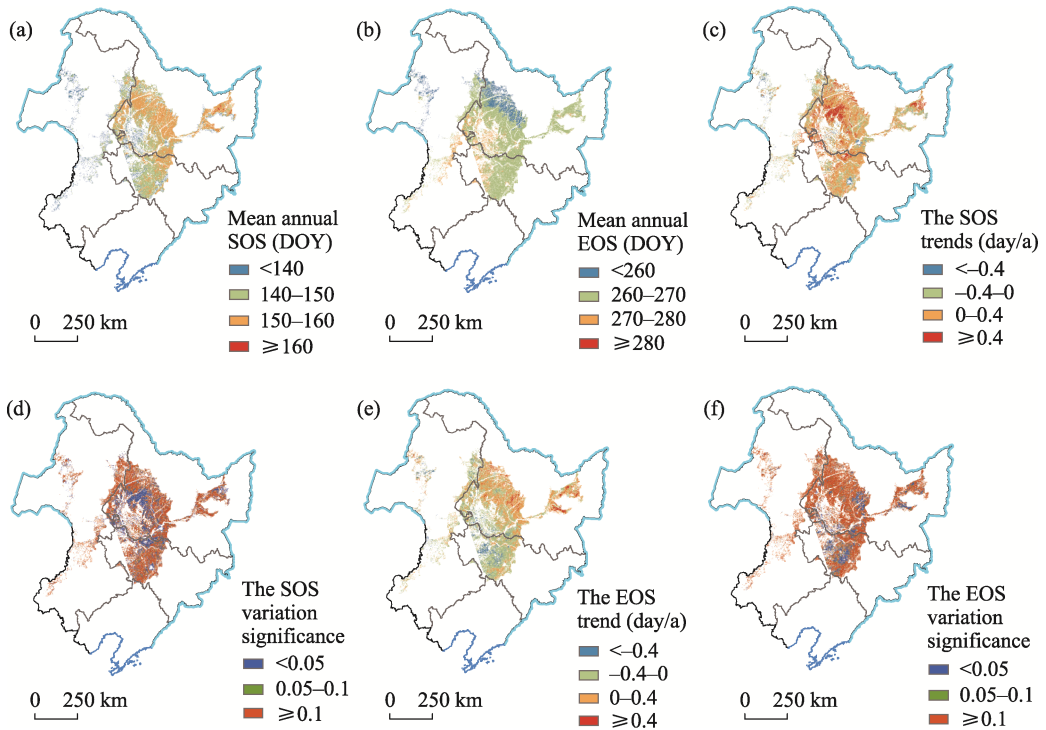 (a)
Mean annual
SOS (DOY)
<140
140–150
150–160
⩾160
0 250 km
(b)
Mean annual
EOS (DOY)
<260
260–270
270–280
⩾280
0 250 km
(c)
The SOS
trends (day/a)
<–0.4
–0.4–0
0–0.4
⩾0.4
0 250 km
(d)
The SOS
variation
significance
<0.05
0.05–0.1
⩾0.1
0 250 km
(e)
The EOS
trend (day/a)
<–0.4
–0.4–0
0–0.4
⩾0.4
0 250 km
(f)
The EOS
variation
significance
<0.05
0.05–0.1
⩾0.1
0 250 km